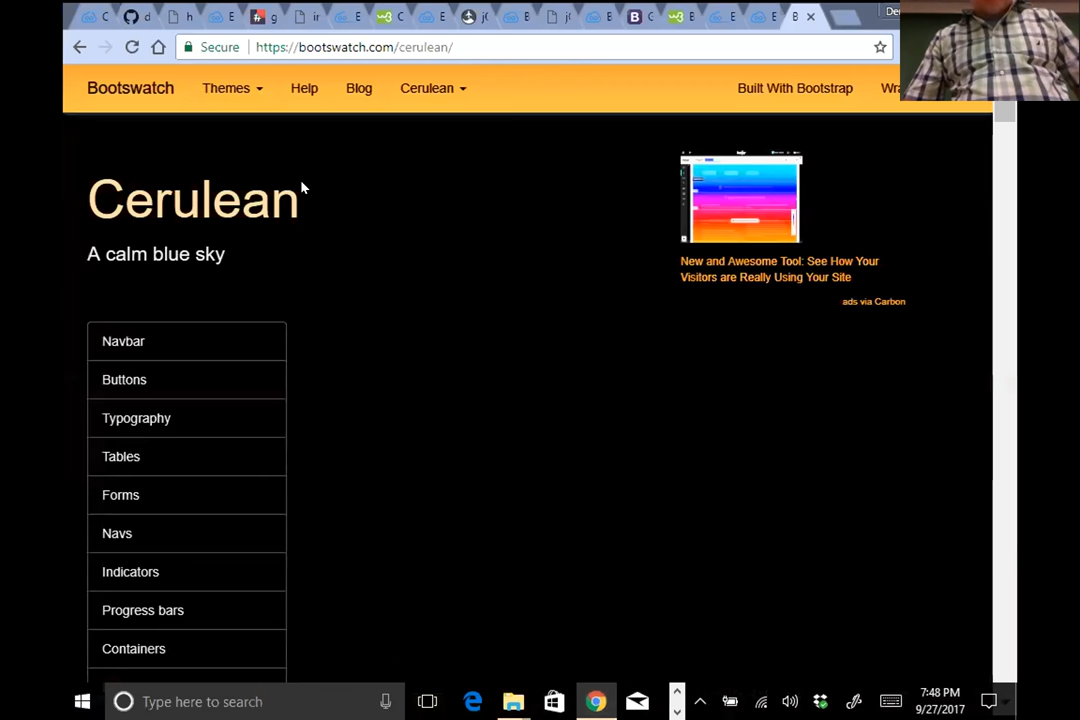 Secure https://bootswatch.com/cerulean/
Bootswatch Themes Help Blog Cerulean Built With Bootstrap
Cerulean
A calm blue sky
New and Awesome Tool: See How Your
Visitors are Really Using Your Site
ads via Carbon
Navbar
Buttons
Typography
Tables
Forms
Navs
Indicators
Progress bars
Containers
Type here to search
7:48 PM
9/27/2017